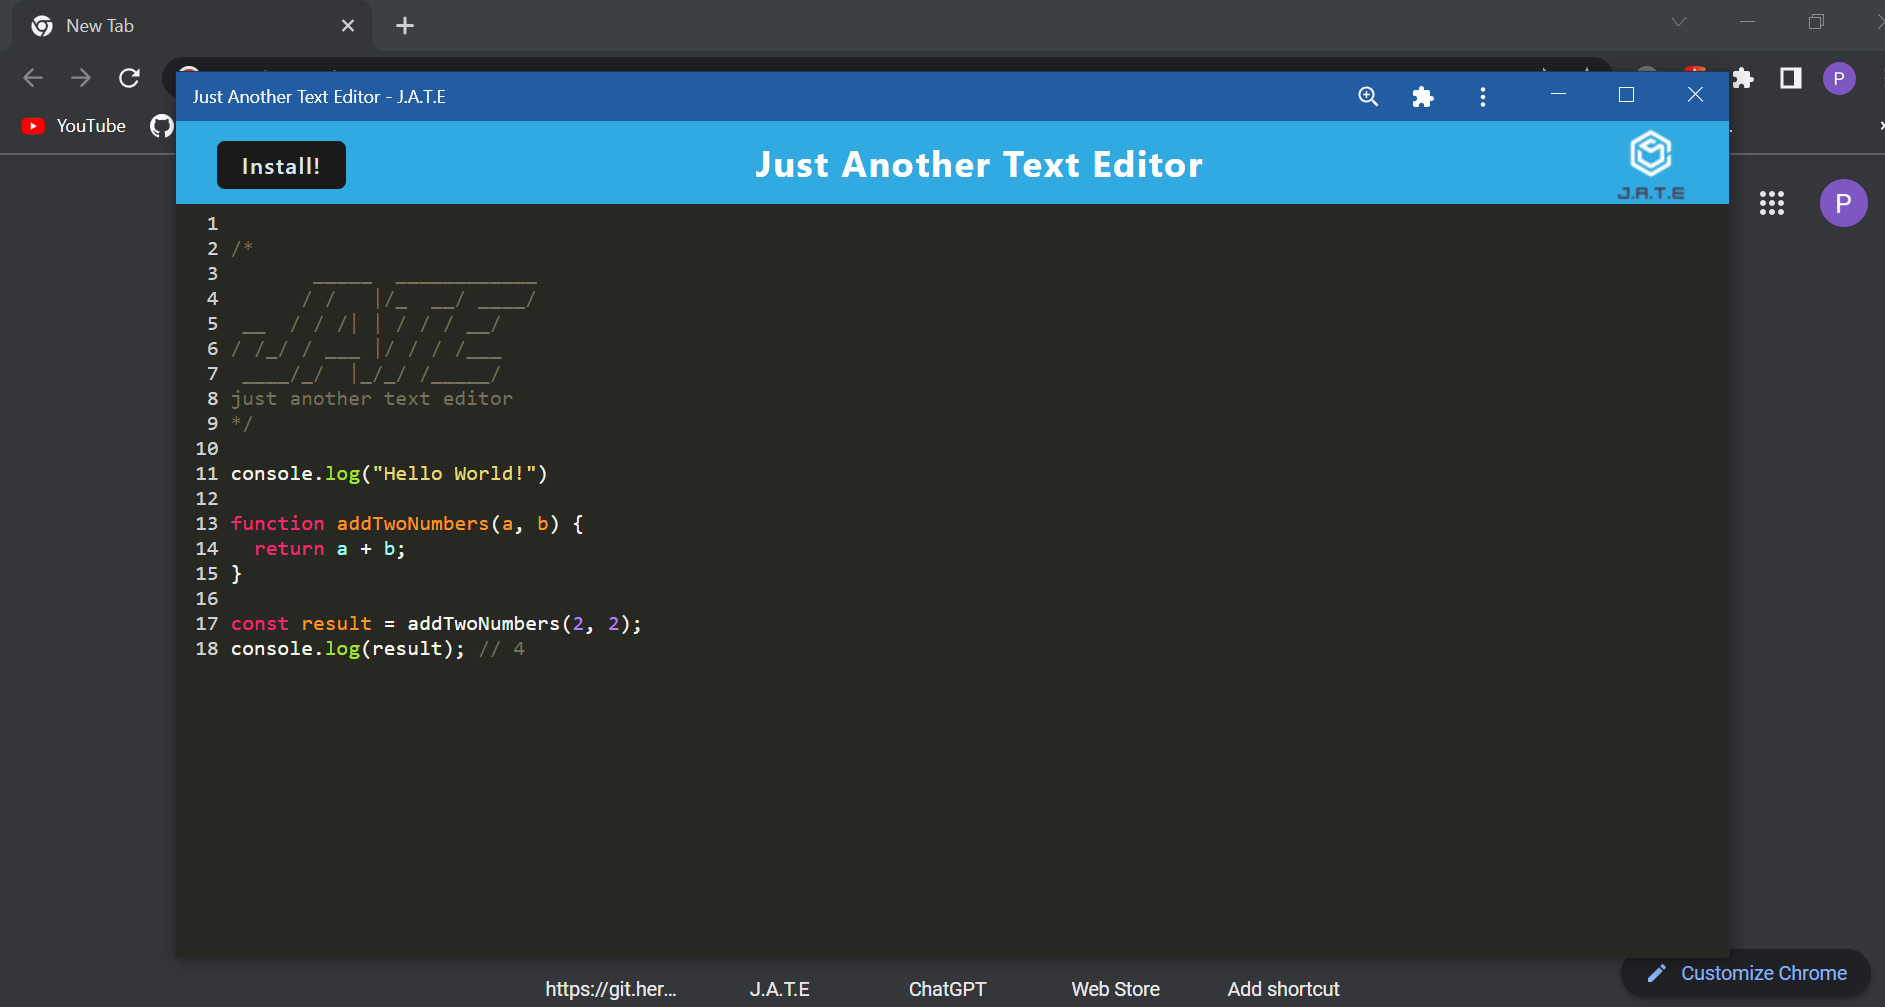 New Tab
P
YouTube
Just Another Text Editor - J.A.T.E
Install!
Just Another Text Editor
J.A.T.E
P
1
2 /*
3        _____  ____________
4       / /   |/_  __/ ____/
5  __  / / /| | / / / __/
6 / /_/ / ___ |/ / / /___
7  ____/_/  |_/_/ /_____/
8 just another text editor
9 */
10
11 console.log("Hello World!")
12
13 function addTwoNumbers(a, b) {
14   return a + b;
15 }
16
17 const result = addTwoNumbers(2, 2);
18 console.log(result); // 4
https://git.her...
J.A.T.E
ChatGPT
Web Store
Add shortcut
Customize Chrome